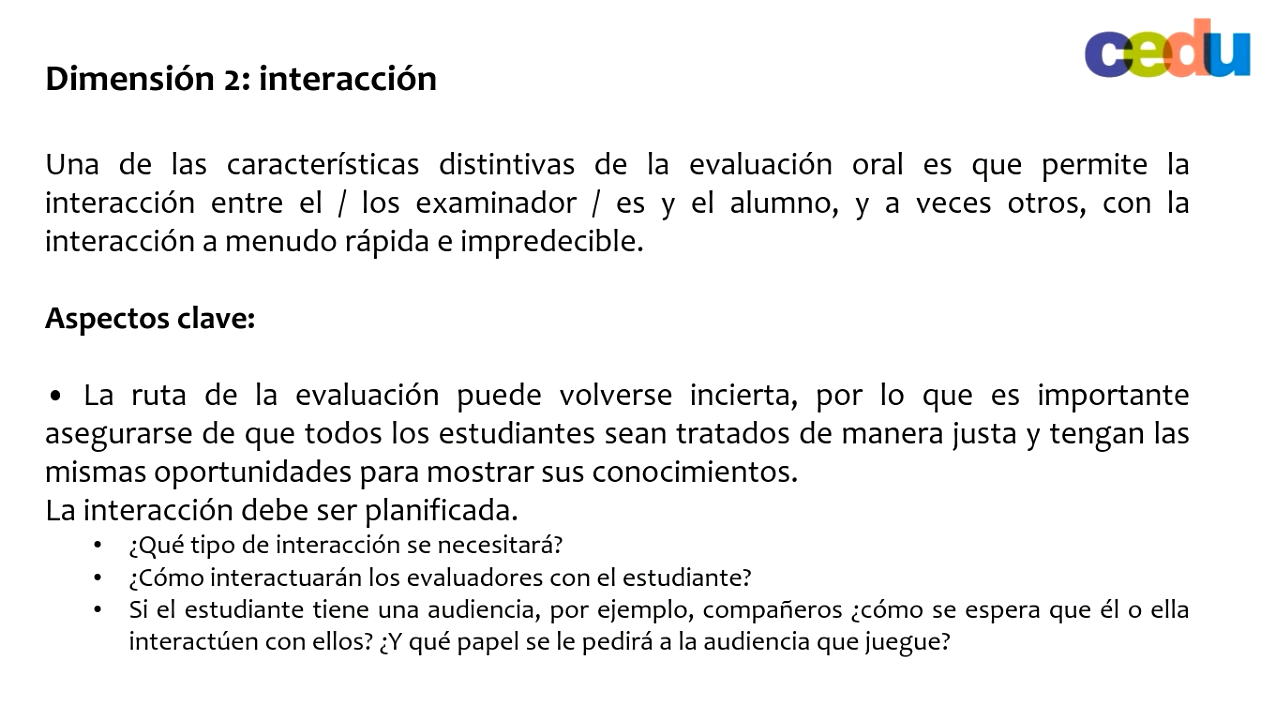 cedu
Dimensión 2: interacción
Una de las características distintivas de la evaluación oral es que permite la
interacción entre el / los examinador / es y el alumno, y a veces otros, con la
interacción a menudo rápida e impredecible.
Aspectos clave:
• La ruta de la evaluación puede volverse incierta, por lo que es importante
asegurarse de que todos los estudiantes sean tratados de manera justa y tengan las
mismas oportunidades para mostrar sus conocimientos.
La interacción debe ser planificada.
• ¿Qué tipo de interacción se necesitará?
• ¿Cómo interactuarán los evaluadores con el estudiante?
• Si el estudiante tiene una audiencia, por ejemplo, compañeros ¿cómo se espera que él o ella
interactúen con ellos? ¿Y qué papel se le pedirá a la audiencia que juegue?